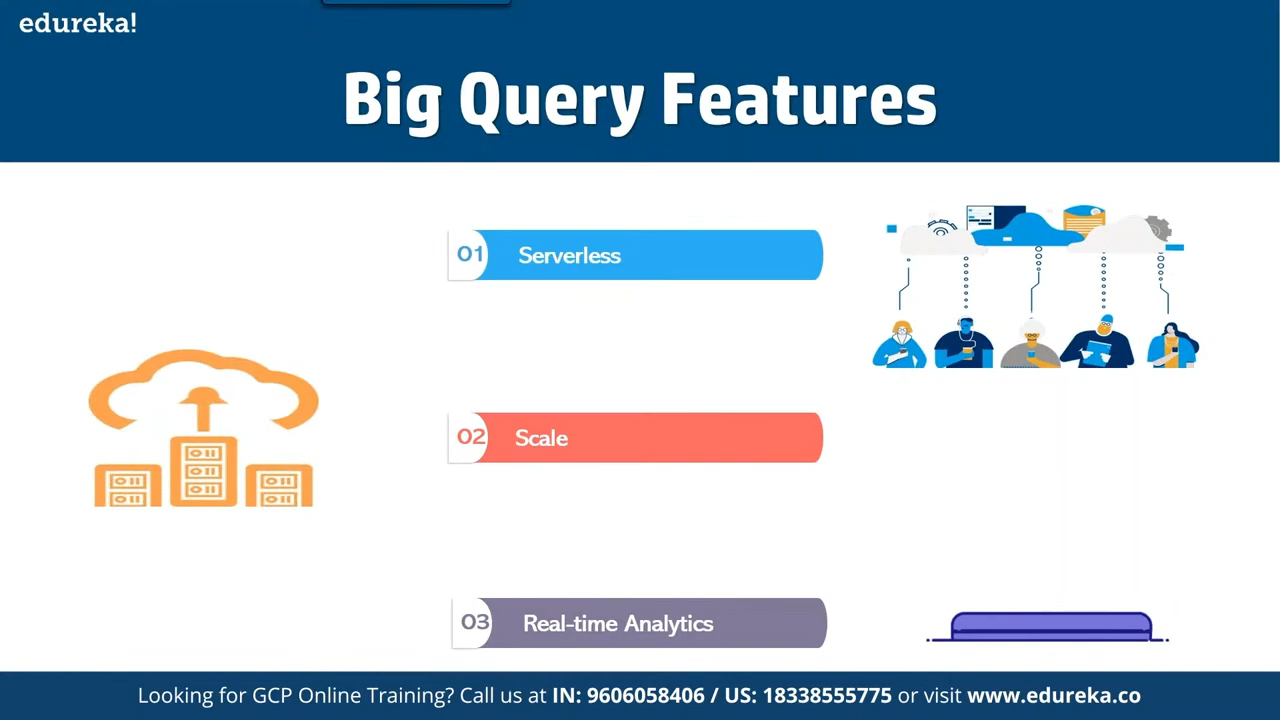 edureka!
Big Query Features
01 Serverless
02 Scale
03 Real-time Analytics
Looking for GCP Online Training? Call us at IN: 9606058406 / US: 18338555775 or visit www.edureka.co